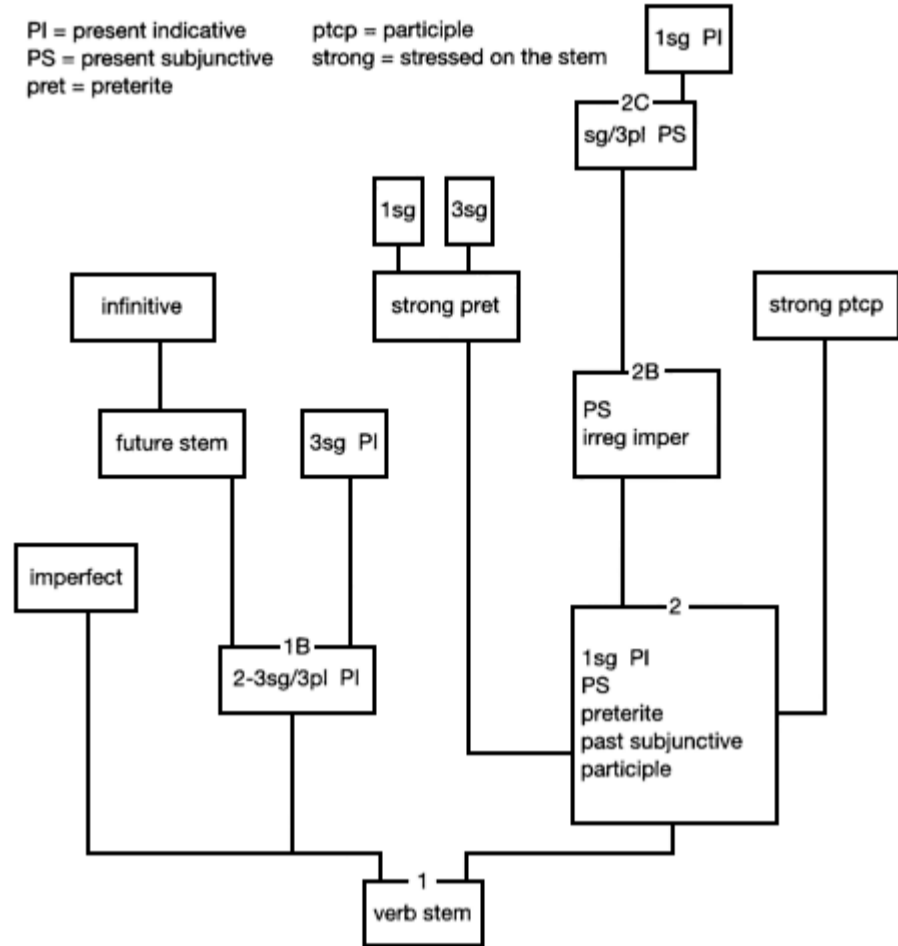 PI = present indicative
PS = present subjunctive
pret = preterite
ptcp = participle
strong = stressed on the stem
1sg PI
2C
sg/3pl PS
1sg
3sg
infinitive
strong pret
strong ptcp
2B
PS
irreg imper
future stem
3sg PI
imperfect
1B
2-3sg/3pl PI
2
1sg PI
PS
preterite
past subjunctive
participle
1
verb stem